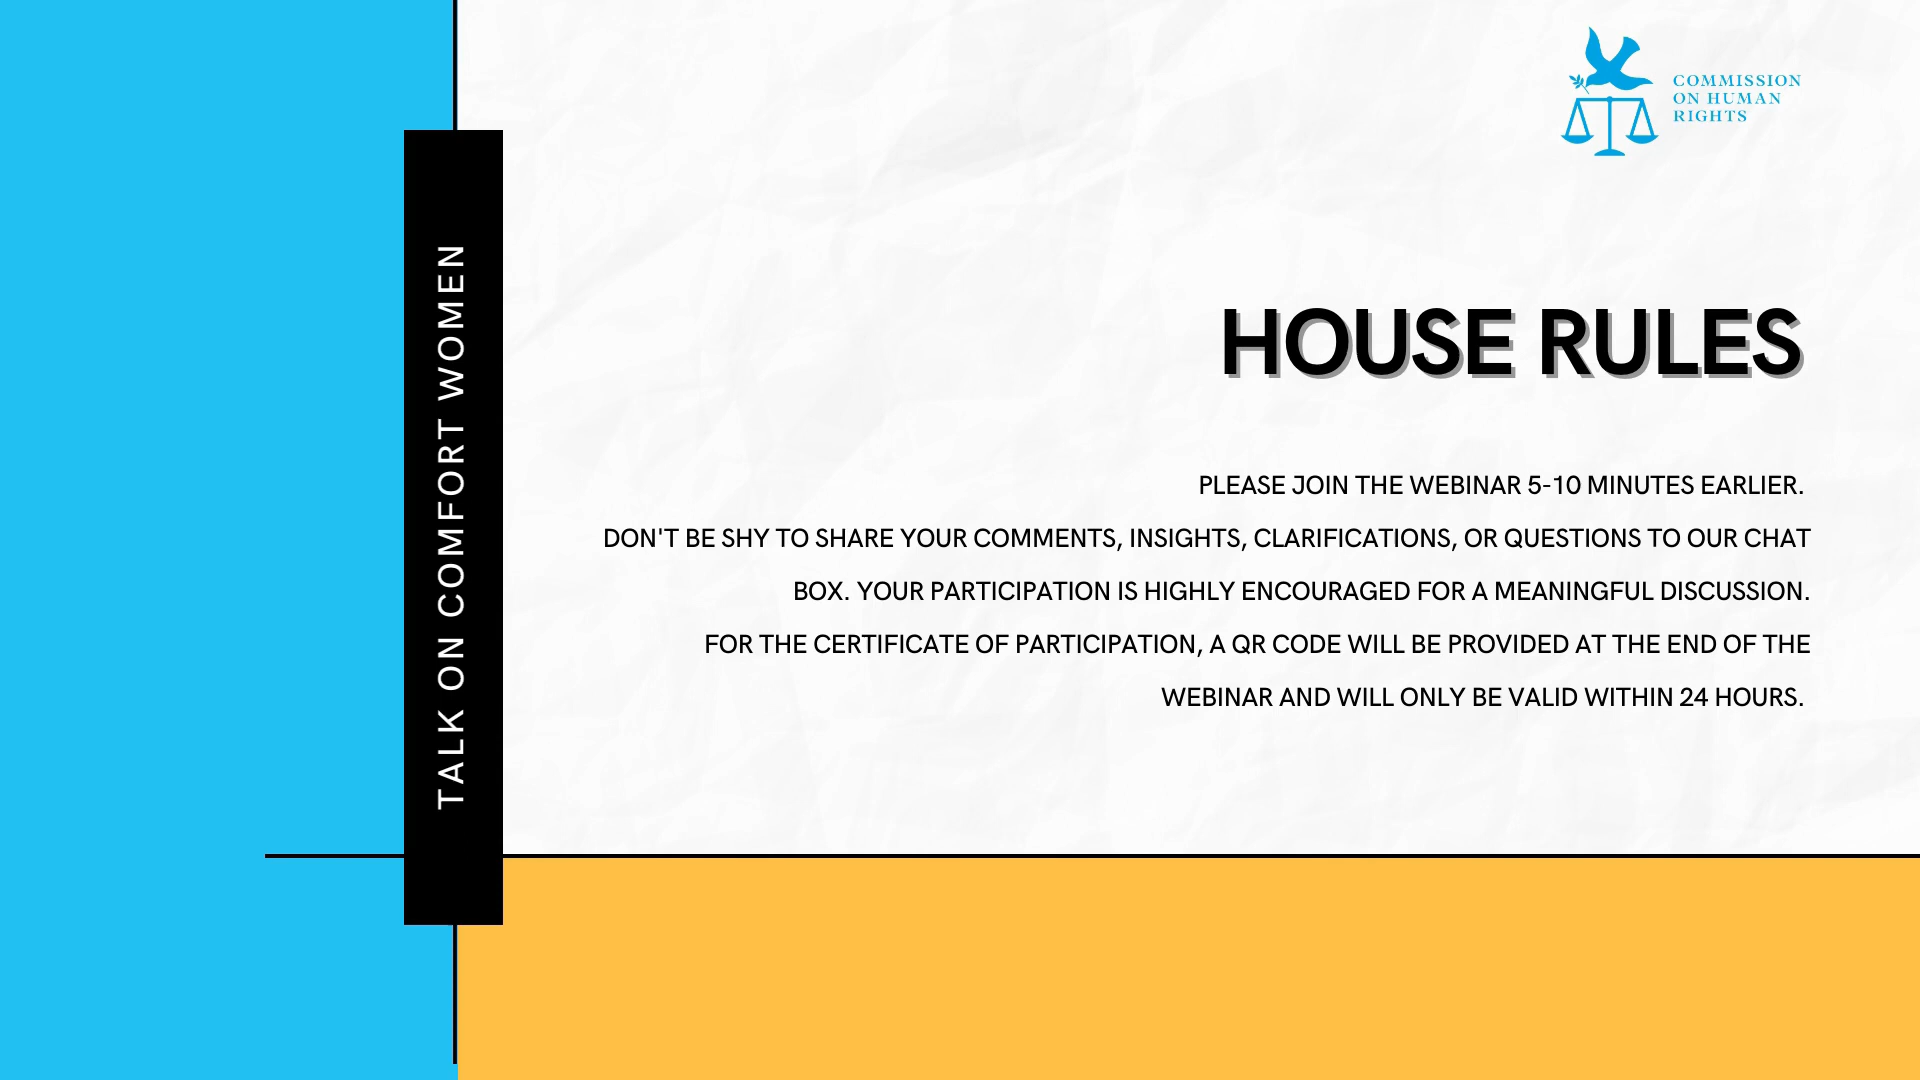 COMMISSION
ON HUMAN
RIGHTS
TALK ON COMFORT WOMEN
HOUSE RULES
PLEASE JOIN THE WEBINAR 5-10 MINUTES EARLIER.
DON'T BE SHY TO SHARE YOUR COMMENTS, INSIGHTS, CLARIFICATIONS, OR QUESTIONS TO OUR CHAT
BOX. YOUR PARTICIPATION IS HIGHLY ENCOURAGED FOR A MEANINGFUL DISCUSSION.
FOR THE CERTIFICATE OF PARTICIPATION, A QR CODE WILL BE PROVIDED AT THE END OF THE
WEBINAR AND WILL ONLY BE VALID WITHIN 24 HOURS.